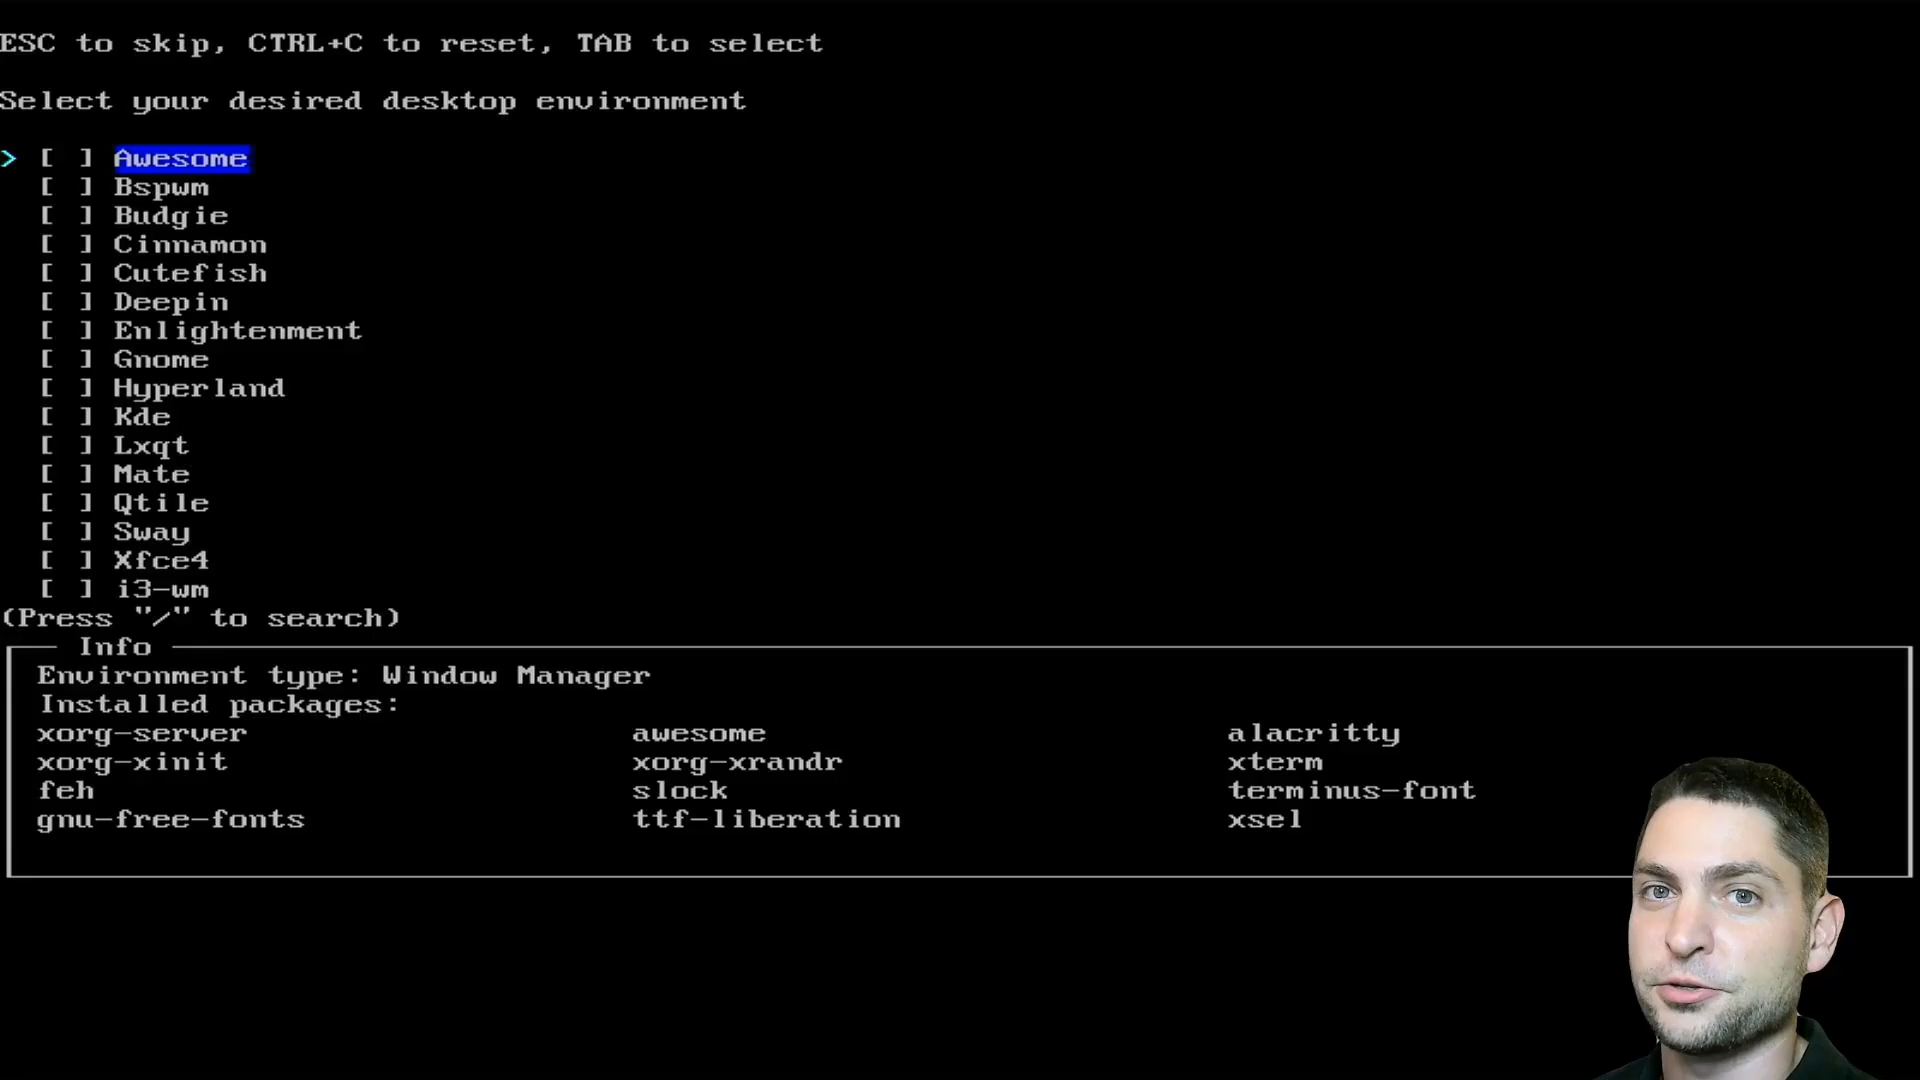 ESC to skip, CTRL+C to reset, TAB to select
Select your desired desktop environment
> [ ] Awesome
[ ] Bspwm
[ ] Budgie
[ ] Cinnamon
[ ] Cutefish
[ ] Deepin
[ ] Enlightenment
[ ] Gnome
[ ] Hyperland
[ ] Kde
[ ] Lxqt
[ ] Mate
[ ] Qtile
[ ] Sway
[ ] Xfce4
[ ] i3-wm
(Press "/" to search)
Info
Environment type: Window Manager
Installed packages:
xorg-server awesome alacritty
xorg-xinit xorg-xrandr xterm
feh slock terminus-font
gnu-free-fonts ttf-liberation xsel